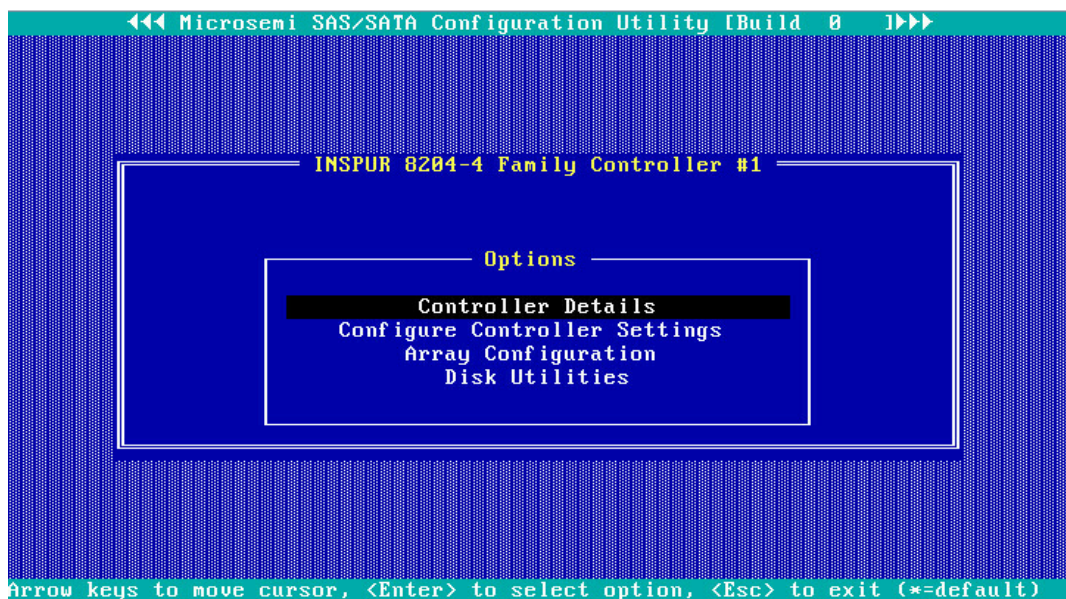 ◄◄◄ Microsemi SAS/SATA Configuration Utility [Build 0 ]►►►
INSPUR 8204-4 Family Controller #1
Options
Controller Details
Configure Controller Settings
Array Configuration
Disk Utilities
Arrow keys to move cursor, <Enter> to select option, <Esc> to exit (*=default)